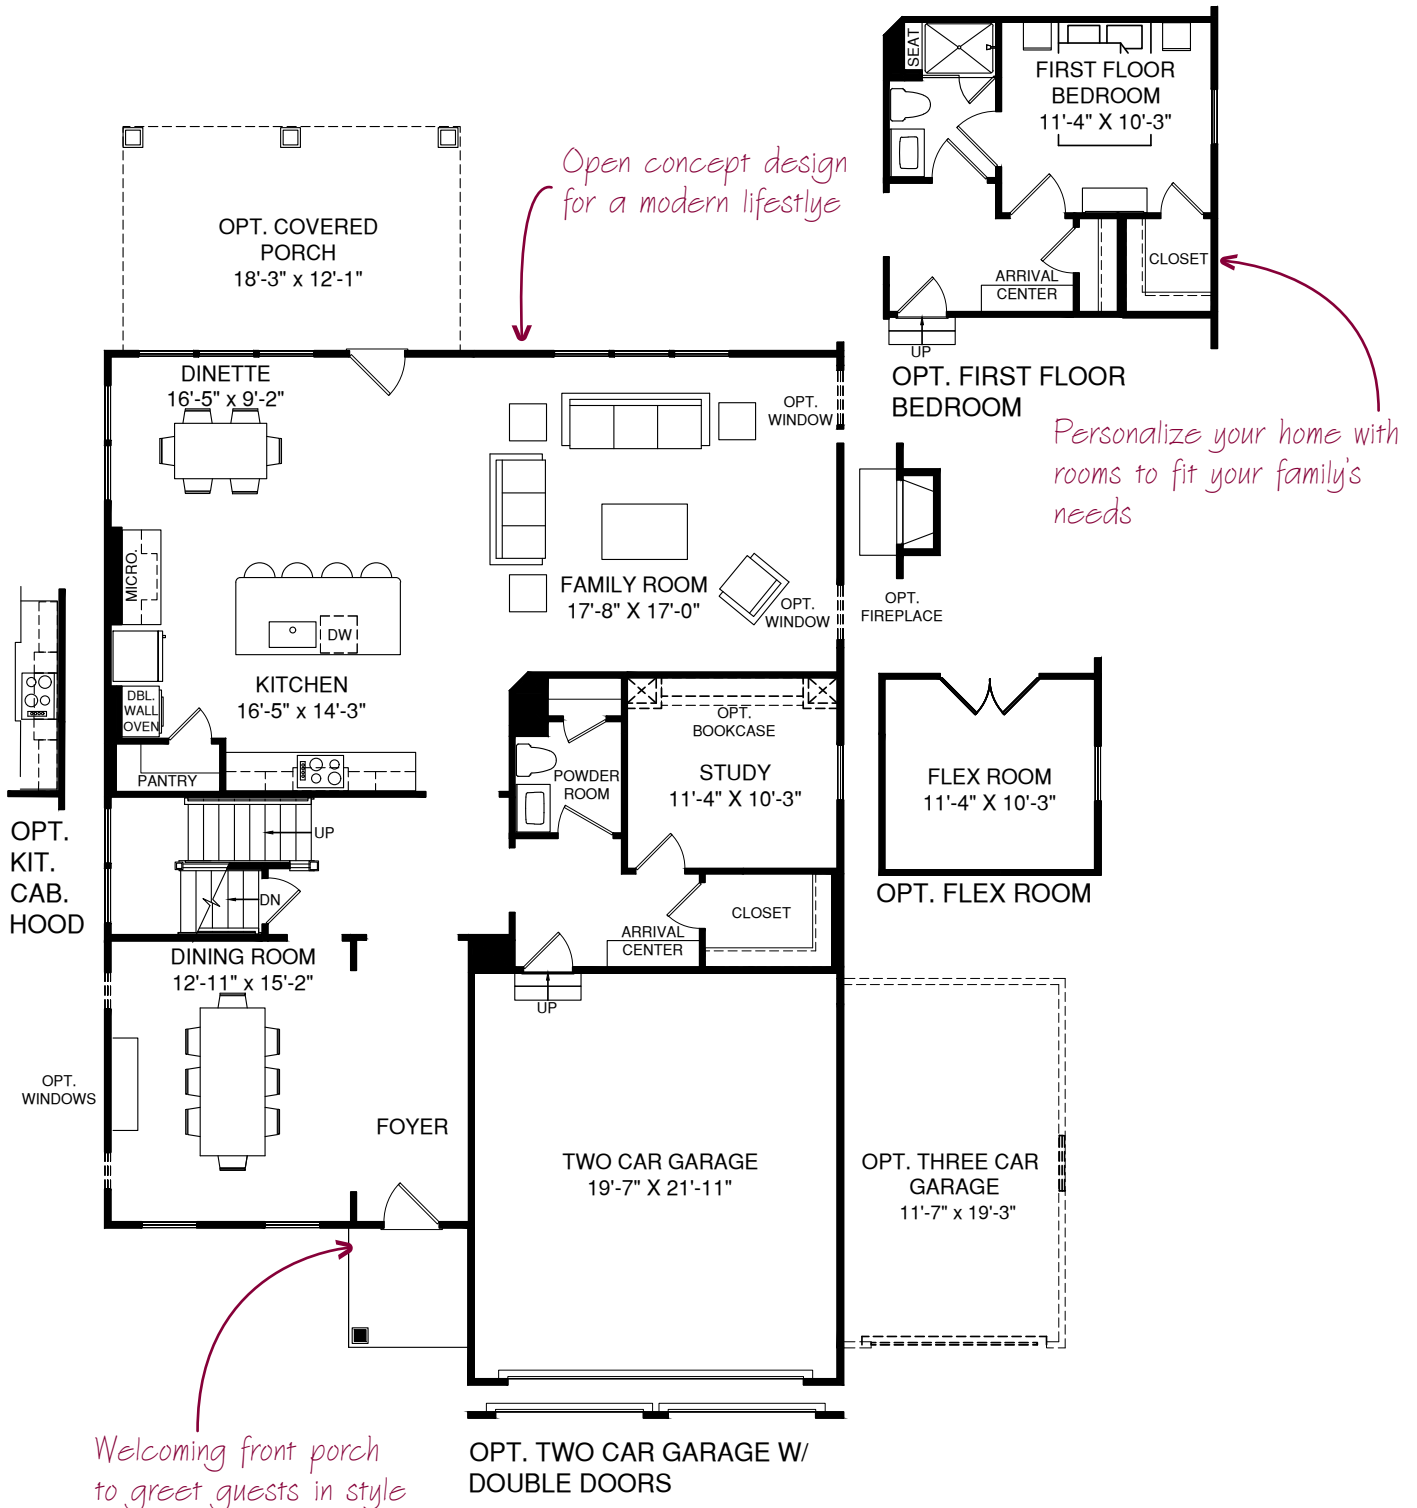 SEAT
FIRST FLOOR
BEDROOM
11'-4" X 10'-3"
CLOSET
ARRIVAL
CENTER
UP
OPT. FIRST FLOOR
BEDROOM
Open concept design
for a modern lifestlye
Personalize your home with
rooms to fit your family's
needs
OPT. COVERED
PORCH
18'-3" x 12'-1"
DINETTE
16'-5" x 9'-2"
OPT.
WINDOW
MICRO.
FAMILY ROOM
17'-8" X 17'-0"
OPT.
WINDOW
OPT.
FIREPLACE
DW
KITCHEN
16'-5" x 14'-3"
DBL.
WALL
OVEN
PANTRY
OPT.
KIT.
CAB.
HOOD
OPT.
BOOKCASE
STUDY
11'-4" X 10'-3"
POWDER
ROOM
FLEX ROOM
11'-4" X 10'-3"
OPT. FLEX ROOM
UP
DN
CLOSET
ARRIVAL
CENTER
UP
DINING ROOM
12'-11" x 15'-2"
OPT.
WINDOWS
FOYER
TWO CAR GARAGE
19'-7" X 21'-11"
OPT. THREE CAR
GARAGE
11'-7" x 19'-3"
Welcoming front porch
to greet guests in style
OPT. TWO CAR GARAGE W/
DOUBLE DOORS